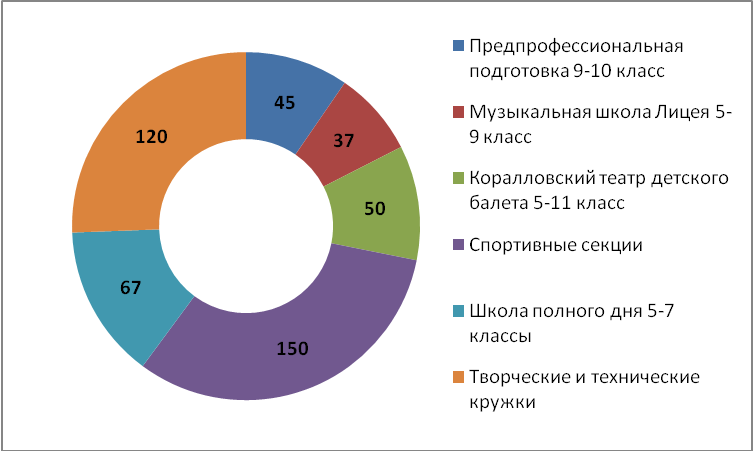 45
37
50
150
67
120
Предпрофессиональная
подготовка 9-10 класс
Музыкальная школа Лицея 5-
9 класс
Коралловский театр детского
балета 5-11 класс
Спортивные секции
Школа полного дня 5-7
классы
Творческие и технические
кружки